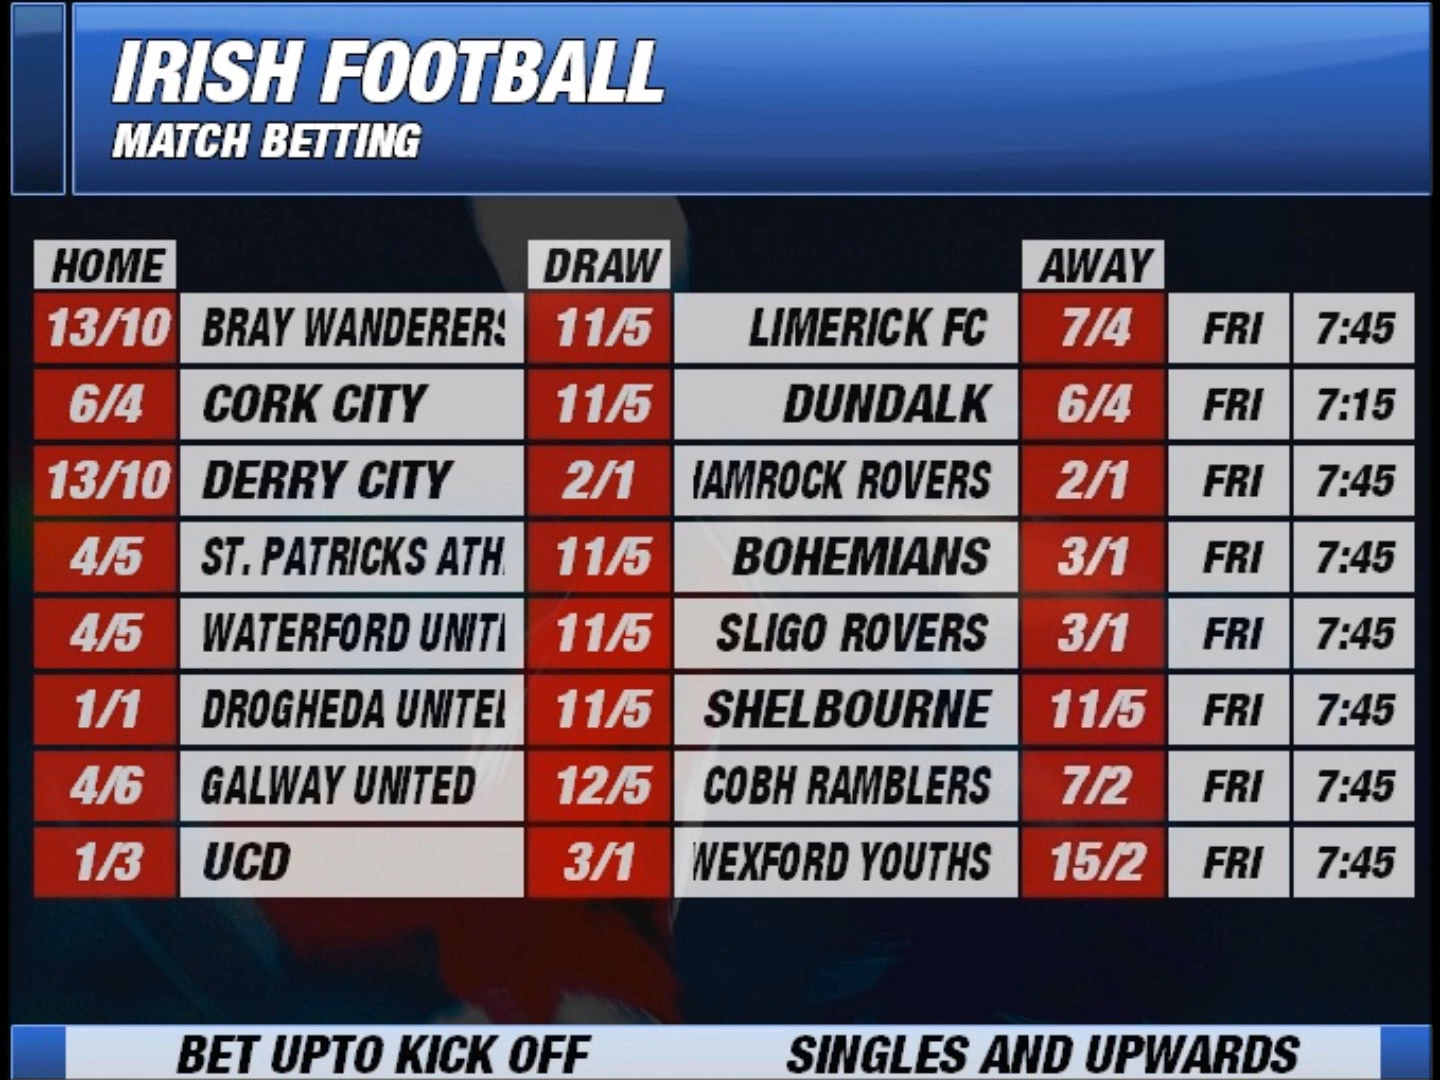 IRISH FOOTBALL
MATCH BETTING
HOME DRAW AWAY
13/10 BRAY WANDERERS 11/5 LIMERICK FC 7/4 FRI 7:45
6/4 CORK CITY 11/5 DUNDALK 6/4 FRI 7:15
13/10 DERRY CITY 2/1 HAMROCK ROVERS 2/1 FRI 7:45
4/5 ST. PATRICKS ATH. 11/5 BOHEMIANS 3/1 FRI 7:45
4/5 WATERFORD UNIT 11/5 SLIGO ROVERS 3/1 FRI 7:45
1/1 DROGHEDA UNITED 11/5 SHELBOURNE 11/5 FRI 7:45
4/6 GALWAY UNITED 12/5 COBH RAMBLERS 7/2 FRI 7:45
1/3 UCD 3/1 WEXFORD YOUTHS 15/2 FRI 7:45
BET UPTO KICK OFF SINGLES AND UPWARDS